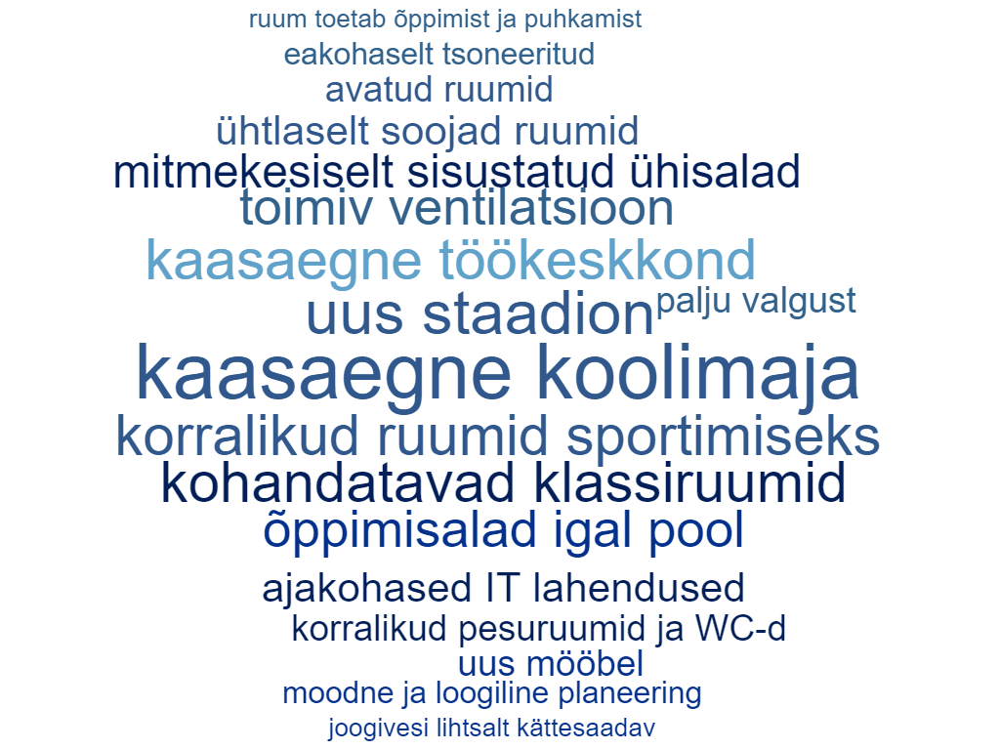 ruum toetab õppimist ja puhkamist
eakohaselt tsoneeritud
avatud ruumid
ühtlaselt soojad ruumid
mitmekesiselt sisustatud ühisalad
toimiv ventilatsioon
kaasaegne töökeskkond
palju valgust
uus staadion
kaasaegne koolimaja
korralikud ruumid sportimiseks
kohandatavad klassiruumid
õppimisalad igal pool
ajakohased IT lahendused
korralikud pesuruumid ja WC-d
uus mööbel
moodne ja loogiline planeering
joogivesi lihtsalt kättesaadav